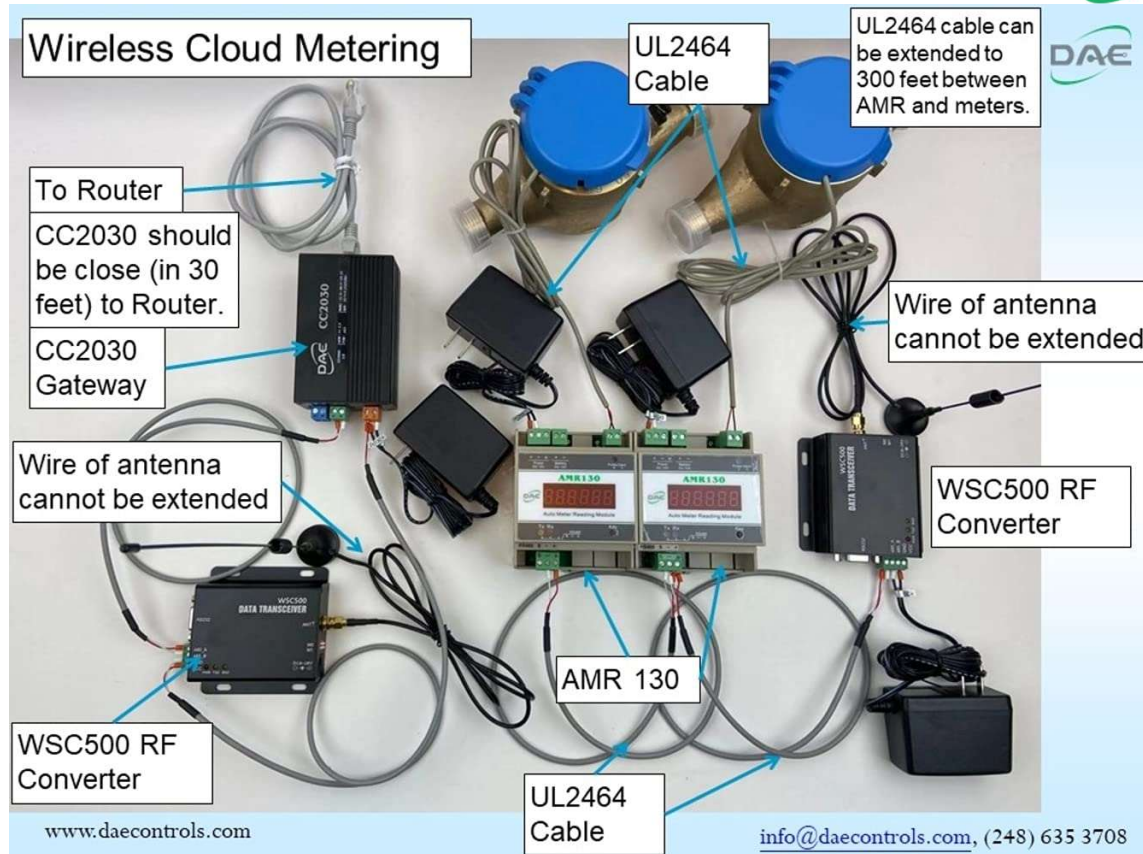 Wireless Cloud Metering
UL2464
Cable
UL2464 cable can
be extended to
300 feet between
AMR and meters.
DAE
To Router
CC2030 should
be close (in 30
feet) to Router.
CC2030
Gateway
DAE CC2030
Wire of antenna
cannot be extended
Wire of antenna
cannot be extended
AMR130
DAE
Auto Meter Reading Module
AMR130
DAE
Auto Meter Reading Module
WSC500
DATA TRANSCEIVER
WSC500 RF
Converter
WSC500
DATA TRANSCEIVER
AMR 130
WSC500 RF
Converter
UL2464
Cable
www.daecontrols.com
info@daecontrols.com, (248) 635 3708